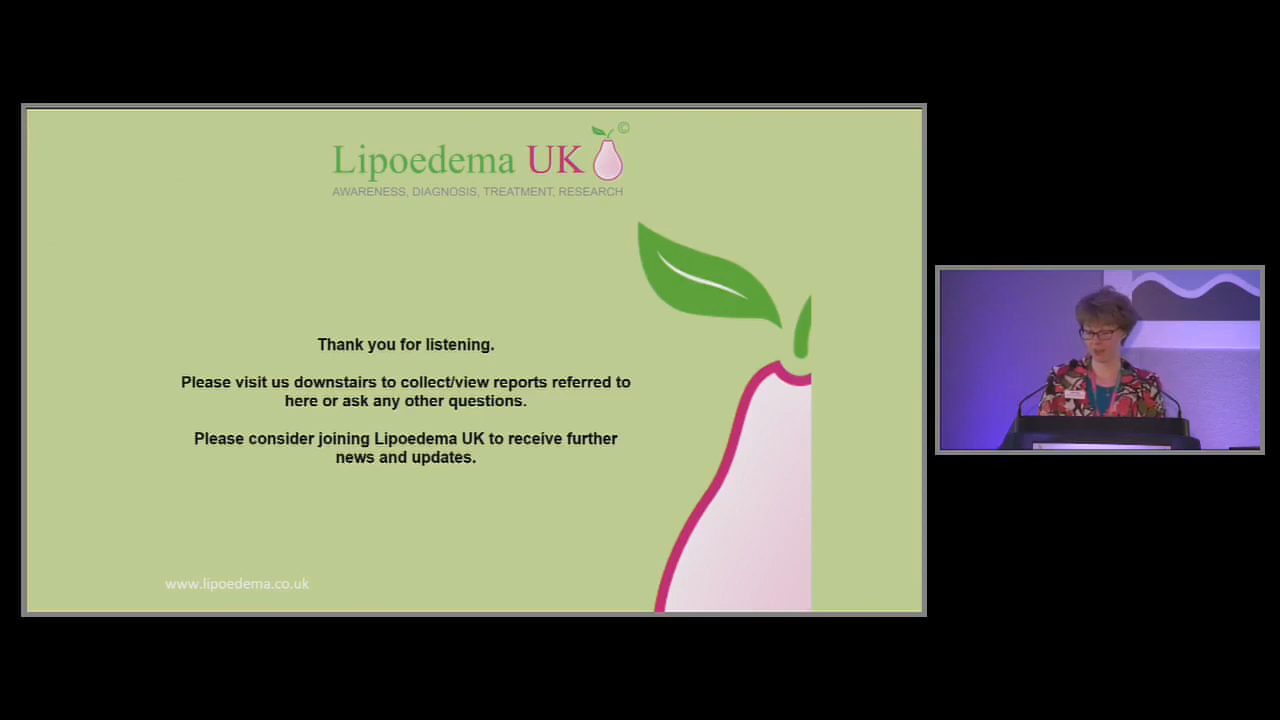 Lipoedema UK ©
AWARENESS, DIAGNOSIS, TREATMENT, RESEARCH
Thank you for listening.
Please visit us downstairs to collect/view reports referred to
here or ask any other questions.
Please consider joining Lipoedema UK to receive further
news and updates.
www.lipoedema.co.uk